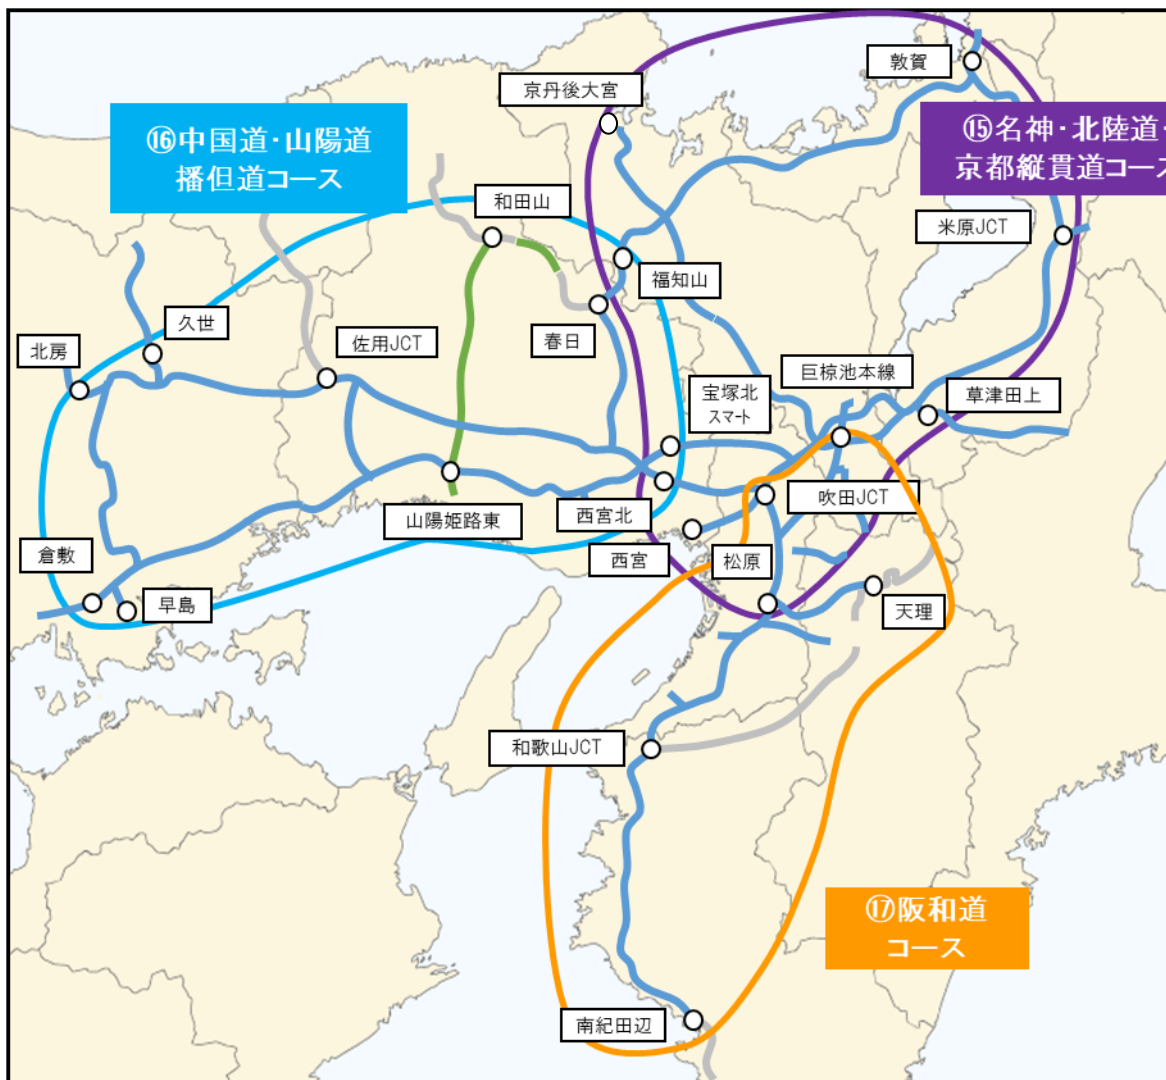 敦賀
京丹後大宮
⑯中国道・山陽道
播但道コース
⑮名神・北陸道・
京都縦貫道コース
和田山
米原JCT
福知山
久世
春日
佐用JCT
北房
巨椋池本線
宝塚北
スマート
草津田上
吹田JCT
山陽姫路東
西宮北
倉敷
西宮
松原
早島
天理
和歌山JCT
⑰阪和道
コース
南紀田辺